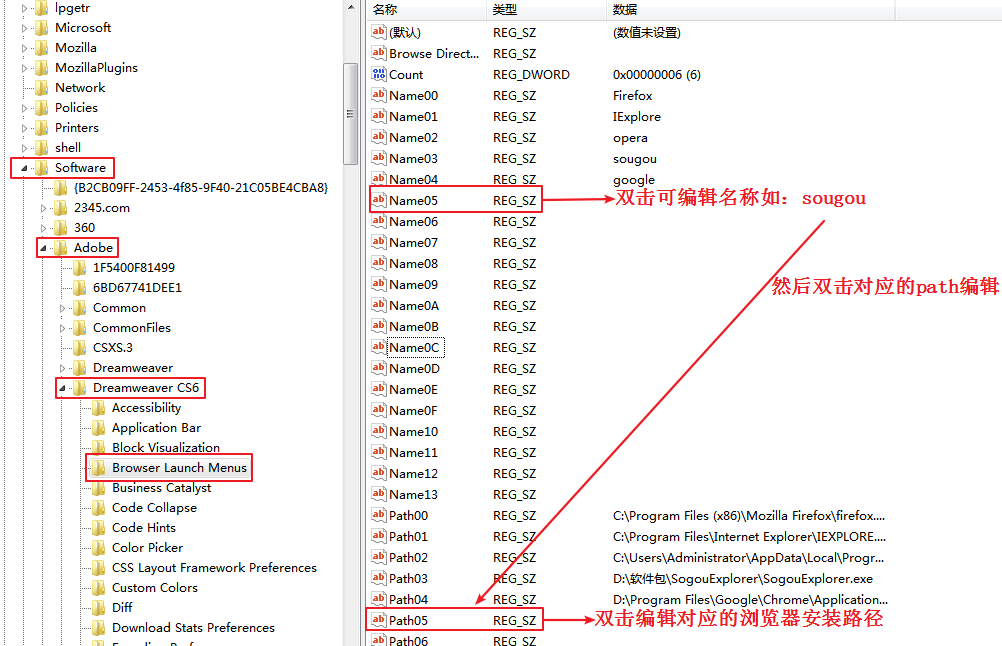 lpgetr
Microsoft
Mozilla
MozillaPlugins
Network
Policies
Printers
shell
Software
{B2CB09FF-2453-4f85-9F40-21C05BE4CBA8}
2345.com
360
Adobe
1F5400F81499
6BD67741DEE1
Common
CommonFiles
CSXS.3
Dreamweaver
Dreamweaver CS6
Accessibility
Application Bar
Block Visualization
Browser Launch Menus
Business Catalyst
Code Collapse
Code Hints
Color Picker
CSS Layout Framework Preferences
Custom Colors
Diff
Download Stats Preferences
名称 类型 数据
(默认) REG_SZ (数值未设置)
Browse Direct... REG_SZ
Count REG_DWORD 0x00000006 (6)
Name00 REG_SZ Firefox
Name01 REG_SZ IExplore
Name02 REG_SZ opera
Name03 REG_SZ sougou
Name04 REG_SZ google
Name05 REG_SZ 双击可编辑名称如：sougou
Name06 REG_SZ
Name07 REG_SZ
Name08 REG_SZ
然后双击对应的path编辑
Name09 REG_SZ
Name0A REG_SZ
Name0B REG_SZ
Name0C REG_SZ
Name0D REG_SZ
Name0E REG_SZ
Name0F REG_SZ
Name10 REG_SZ
Name11 REG_SZ
Name12 REG_SZ
Name13 REG_SZ
Path00 REG_SZ C:\Program Files (x86)\Mozilla Firefox\firefox....
Path01 REG_SZ C:\Program Files\Internet Explorer\IEXPLORE....
Path02 REG_SZ C:\Users\Administrator\AppData\Local\Progr...
Path03 REG_SZ D:\软件包\SogouExplorer\SogouExplorer.exe
Path04 REG_SZ D:\Program Files\Google\Chrome\Application...
Path05 REG_SZ 双击编辑对应的浏览器安装路径
Path06 REG_SZ